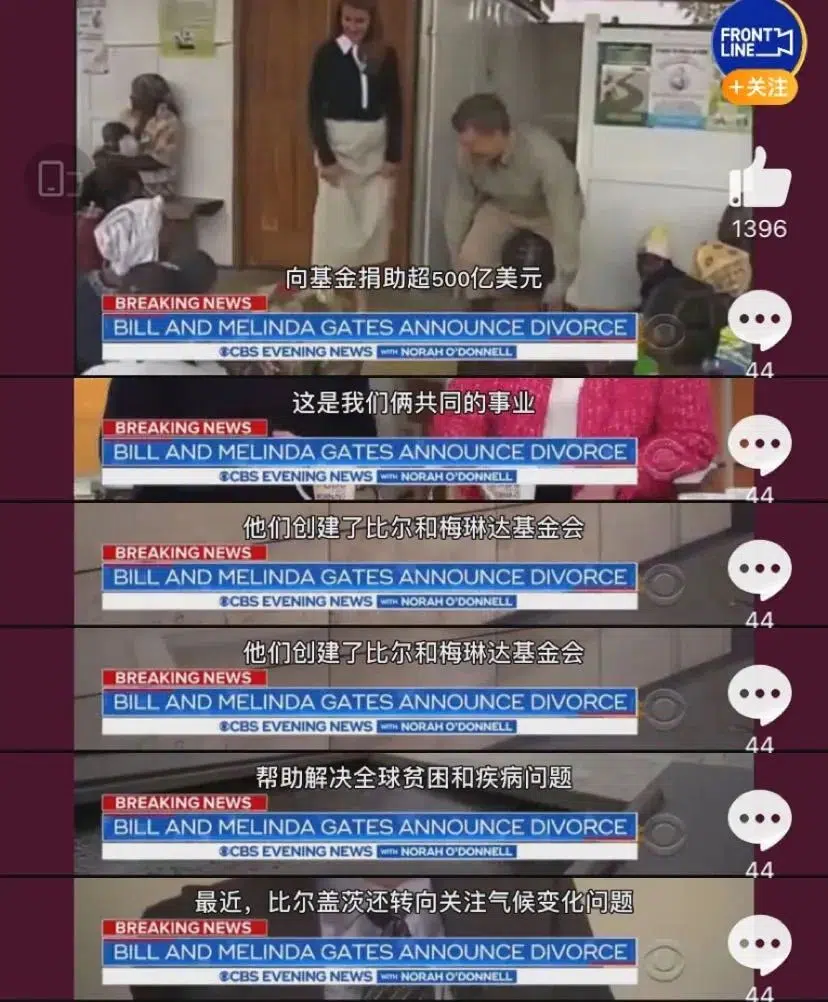 FRONT
LINE
+关注
1396
向基金捐助超500亿美元
BREAKING NEWS
BILL AND MELINDA GATES ANNOUNCE DIVORCE
CBS EVENING NEWS WITH NORAH O'DONNELL
44
这是我们俩共同的事业
BREAKING NEWS
BILL AND MELINDA GATES ANNOUNCE DIVORCE
CBS EVENING NEWS WITH NORAH O'DONNELL
44
他们创建了比尔和梅琳达基金会
BREAKING NEWS
BILL AND MELINDA GATES ANNOUNCE DIVORCE
CBS EVENING NEWS WITH NORAH O'DONNELL
44
他们创建了比尔和梅琳达基金会
BREAKING NEWS
BILL AND MELINDA GATES ANNOUNCE DIVORCE
CBS EVENING NEWS WITH NORAH O'DONNELL
44
帮助解决全球贫困和疾病问题
BREAKING NEWS
BILL AND MELINDA GATES ANNOUNCE DIVORCE
CBS EVENING NEWS WITH NORAH O'DONNELL
44
最近，比尔盖茨还转向关注气候变化问题
BREAKING NEWS
BILL AND MELINDA GATES ANNOUNCE DIVORCE
CBS EVENING NEWS WITH NORAH O'DONNELL
44